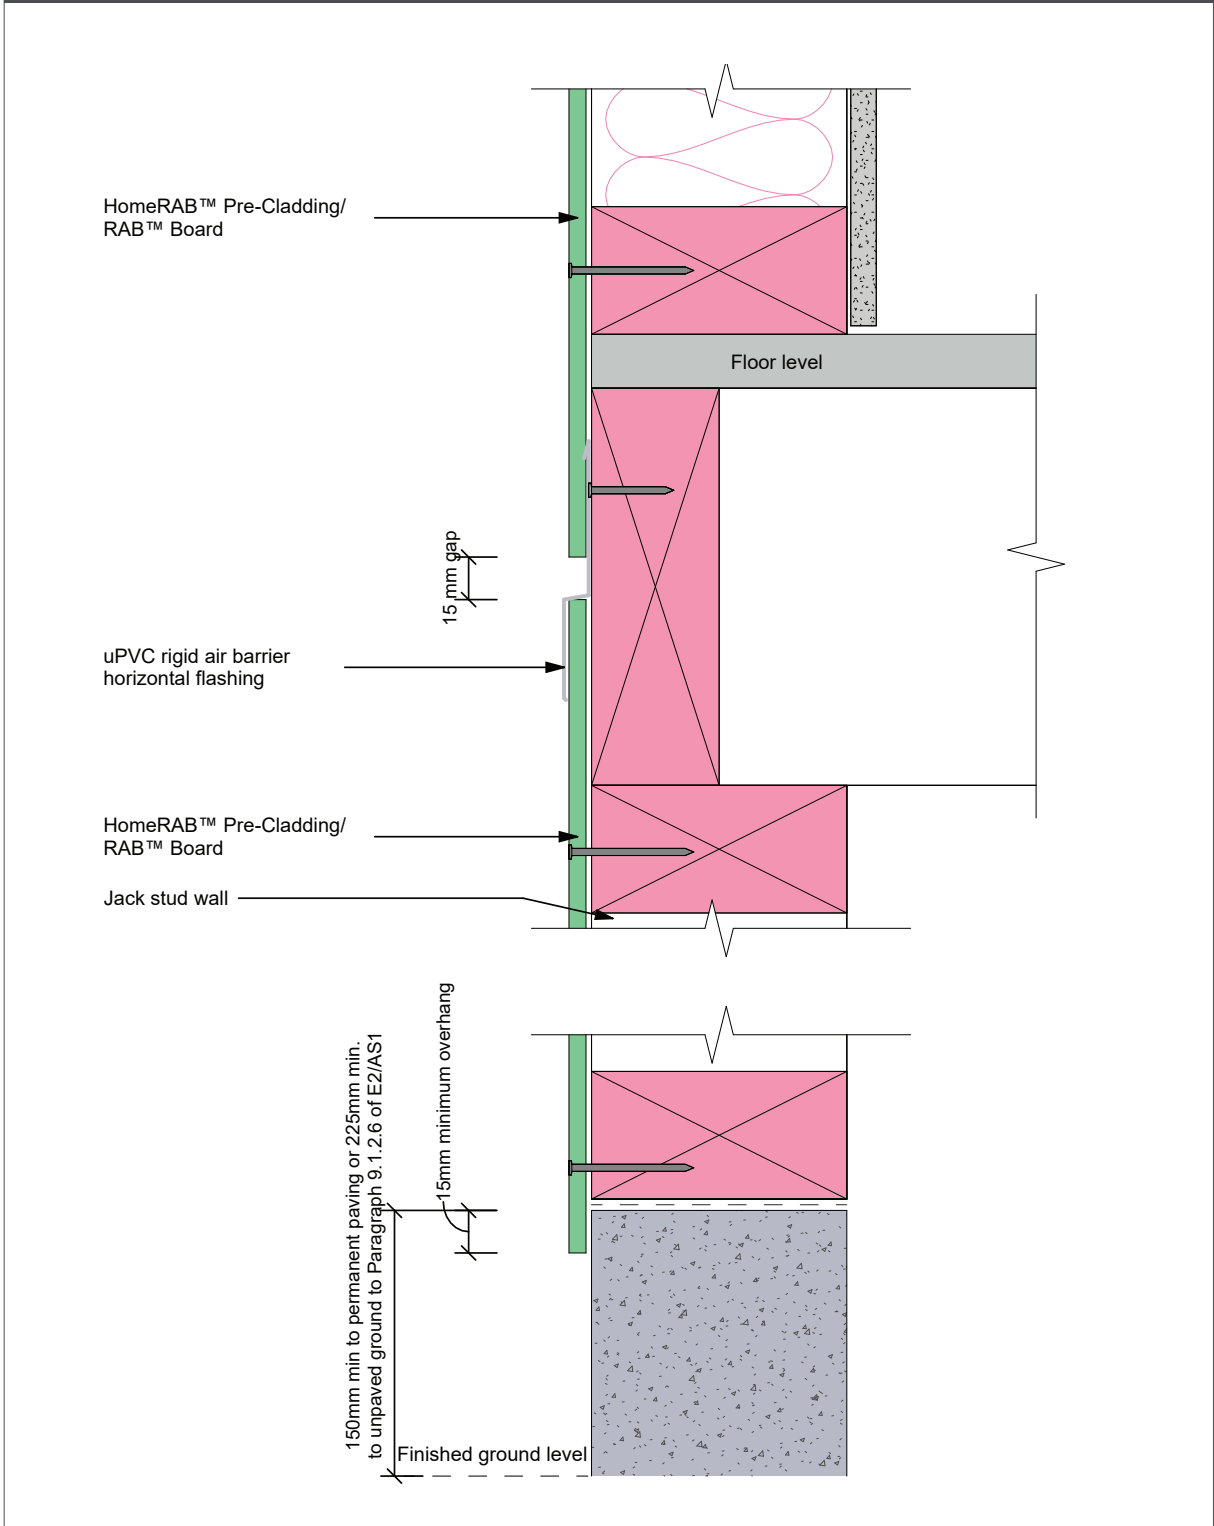 HomeRAB™ Pre-Cladding/
RAB™ Board
Floor level
15 mm gap
uPVC rigid air barrier
horizontal flashing
HomeRAB™ Pre-Cladding/
RAB™ Board
Jack stud wall
15mm minimum overhang
150mm min to permanent paving or 225mm min.
to unpaved ground to Paragraph 9.1.2.6 of E2/AS1
Finished ground level